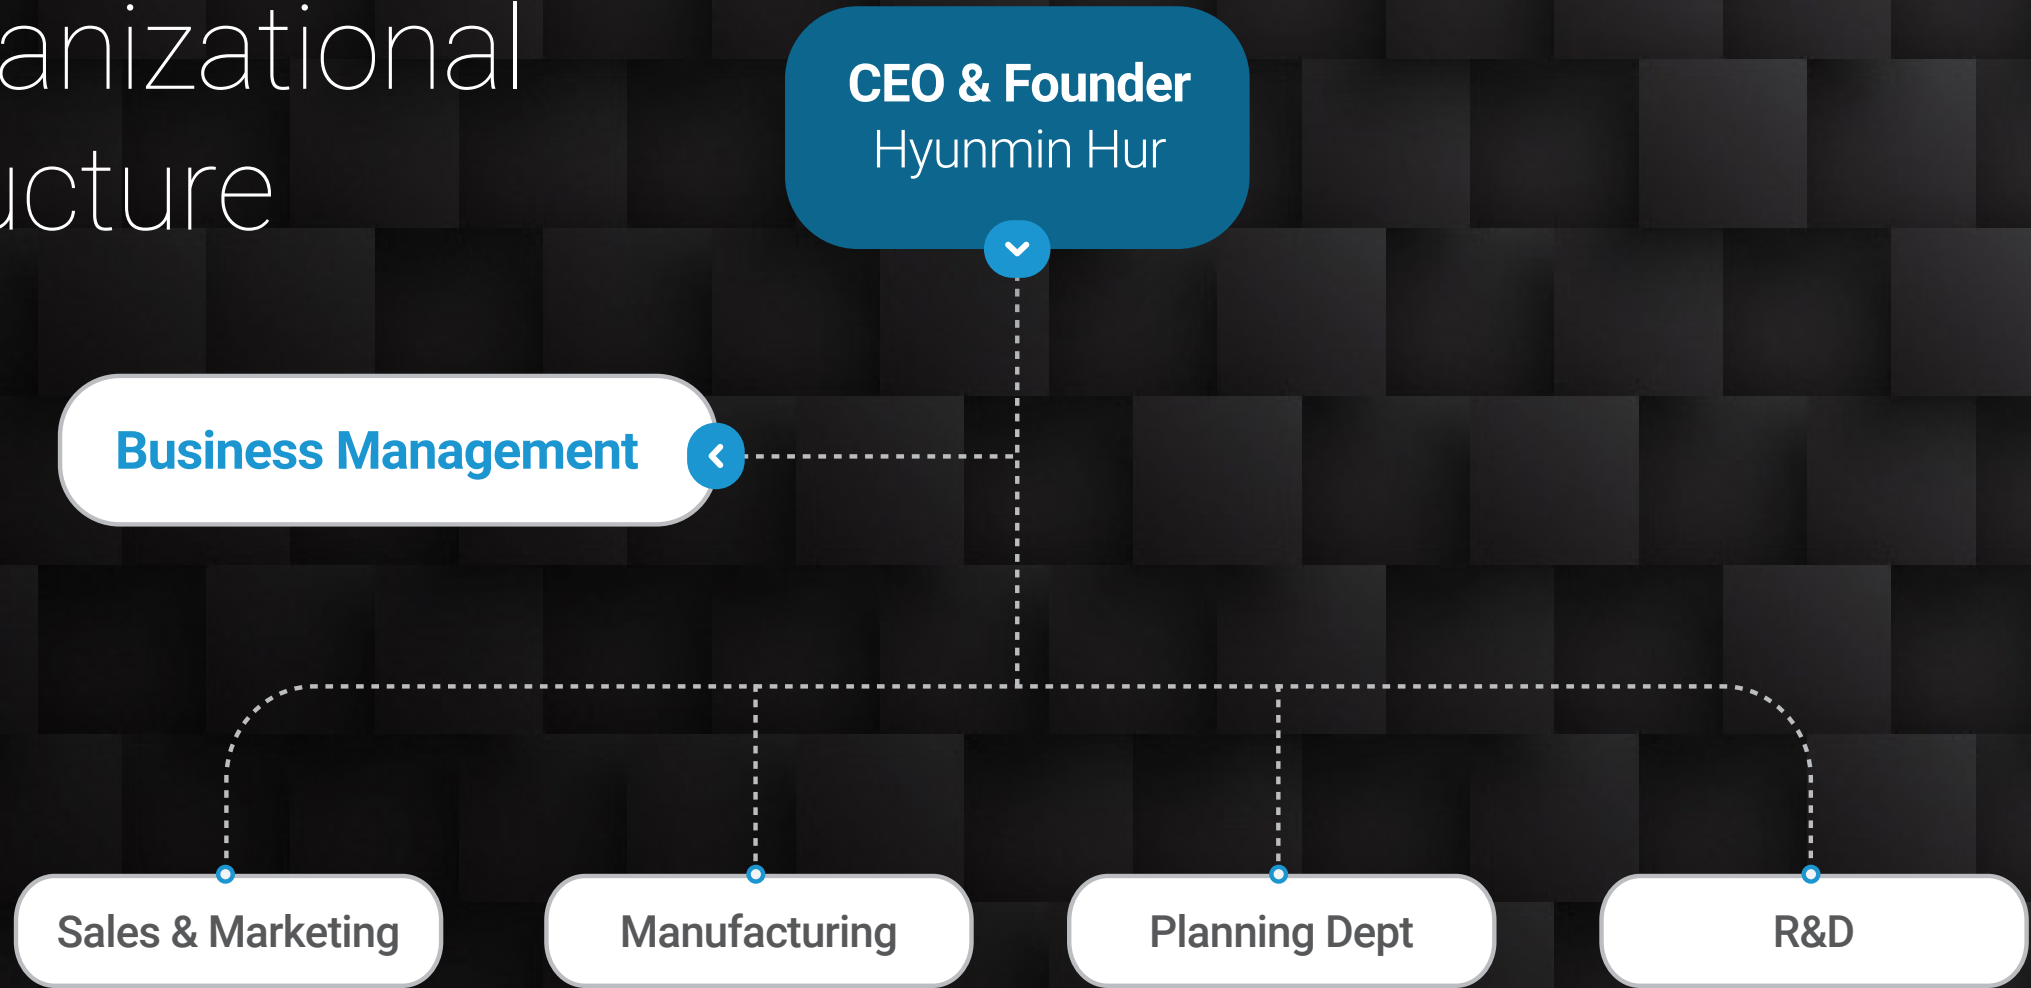 anizational
ucture
CEO & Founder
Hyunmin Hur
Business Management
Sales & Marketing
Manufacturing
Planning Dept
R&D